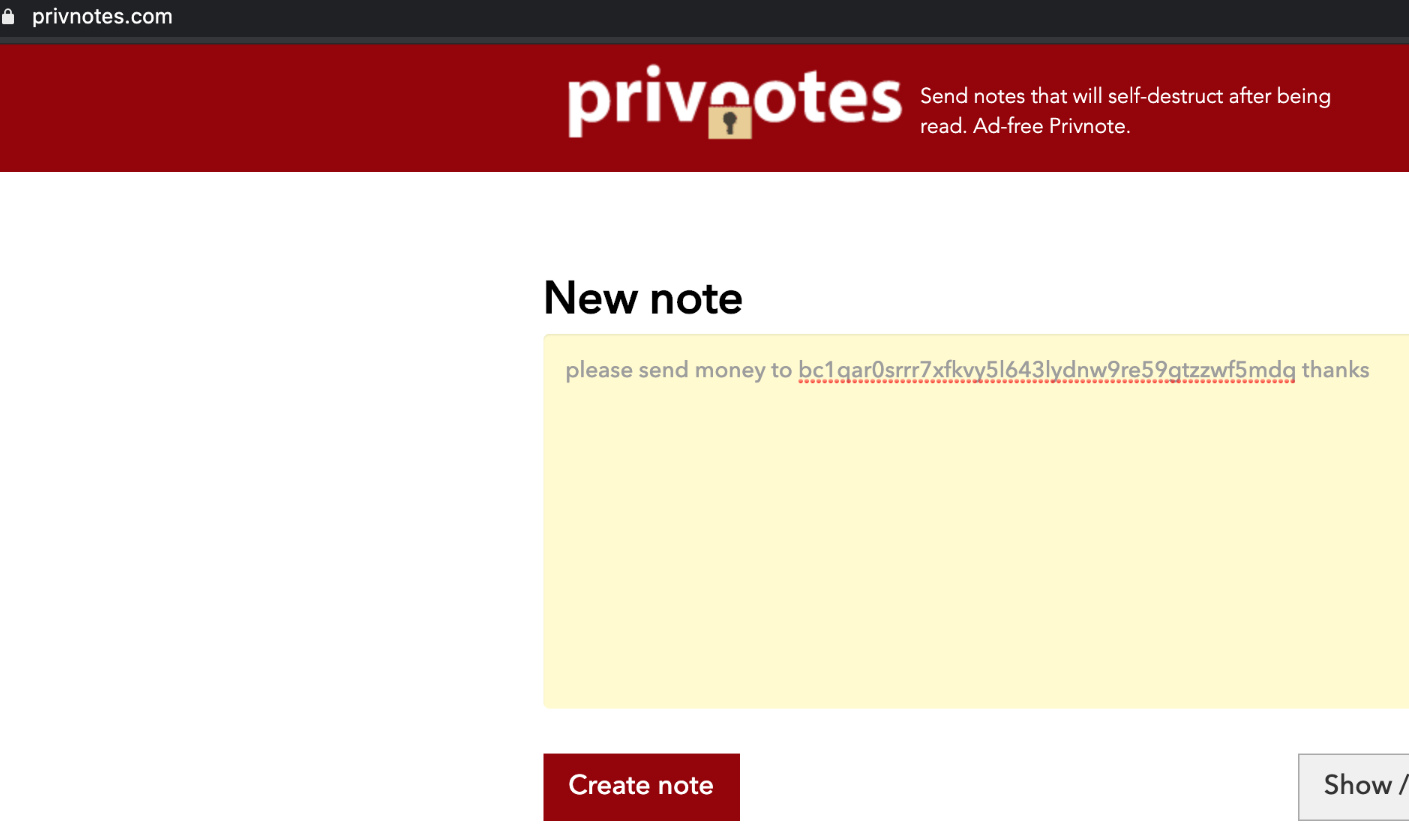 privnotes.com
privnotes
Send notes that will self-destruct after being
read. Ad-free Privnote.
New note
please send money to bc1qar0srrr7xfkvy5l643lydnw9re59gtzzwf5mdq thanks
Create note
Show /